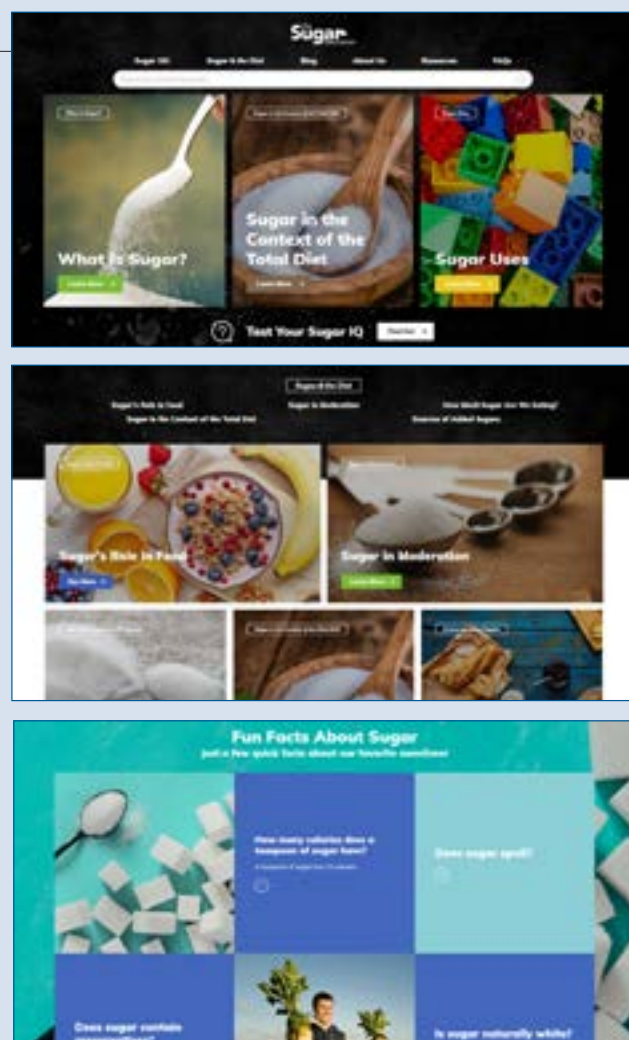 Sugar
Sugar 101 Sugar & the Diet Blog About Us Resources FAQs
What is Sugar?
Sugar in the
Context of the
Total Diet
Sugar Uses
Learn More
Test Your Sugar IQ
Sugar & the Diet
Sugar's Role in Food Sugar in Moderation How Much Sugar Are We Eating?
Sugar in the Context of the Total Diet Sources of Added Sugars
Sugar's Role in Food
Sugar in Moderation
Learn More
Fun Facts About Sugar
Just a few quick facts about our favorite sweetener
How many calories does a
teaspoon of sugar have?
Does sugar spoil?
Does sugar contain
Is sugar naturally white?